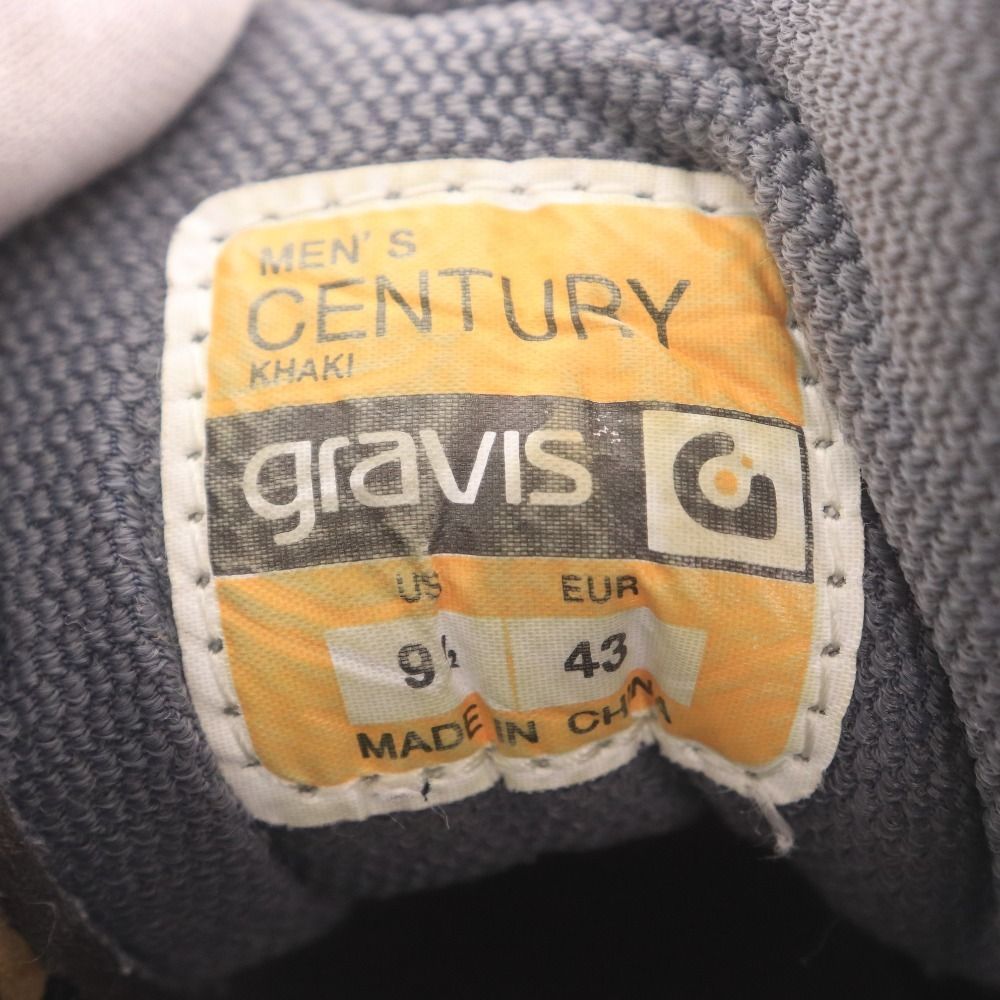 MEN'S
CENTURY
KHAKI
gravis
US EUR
9½ 43
MADE IN CHINA